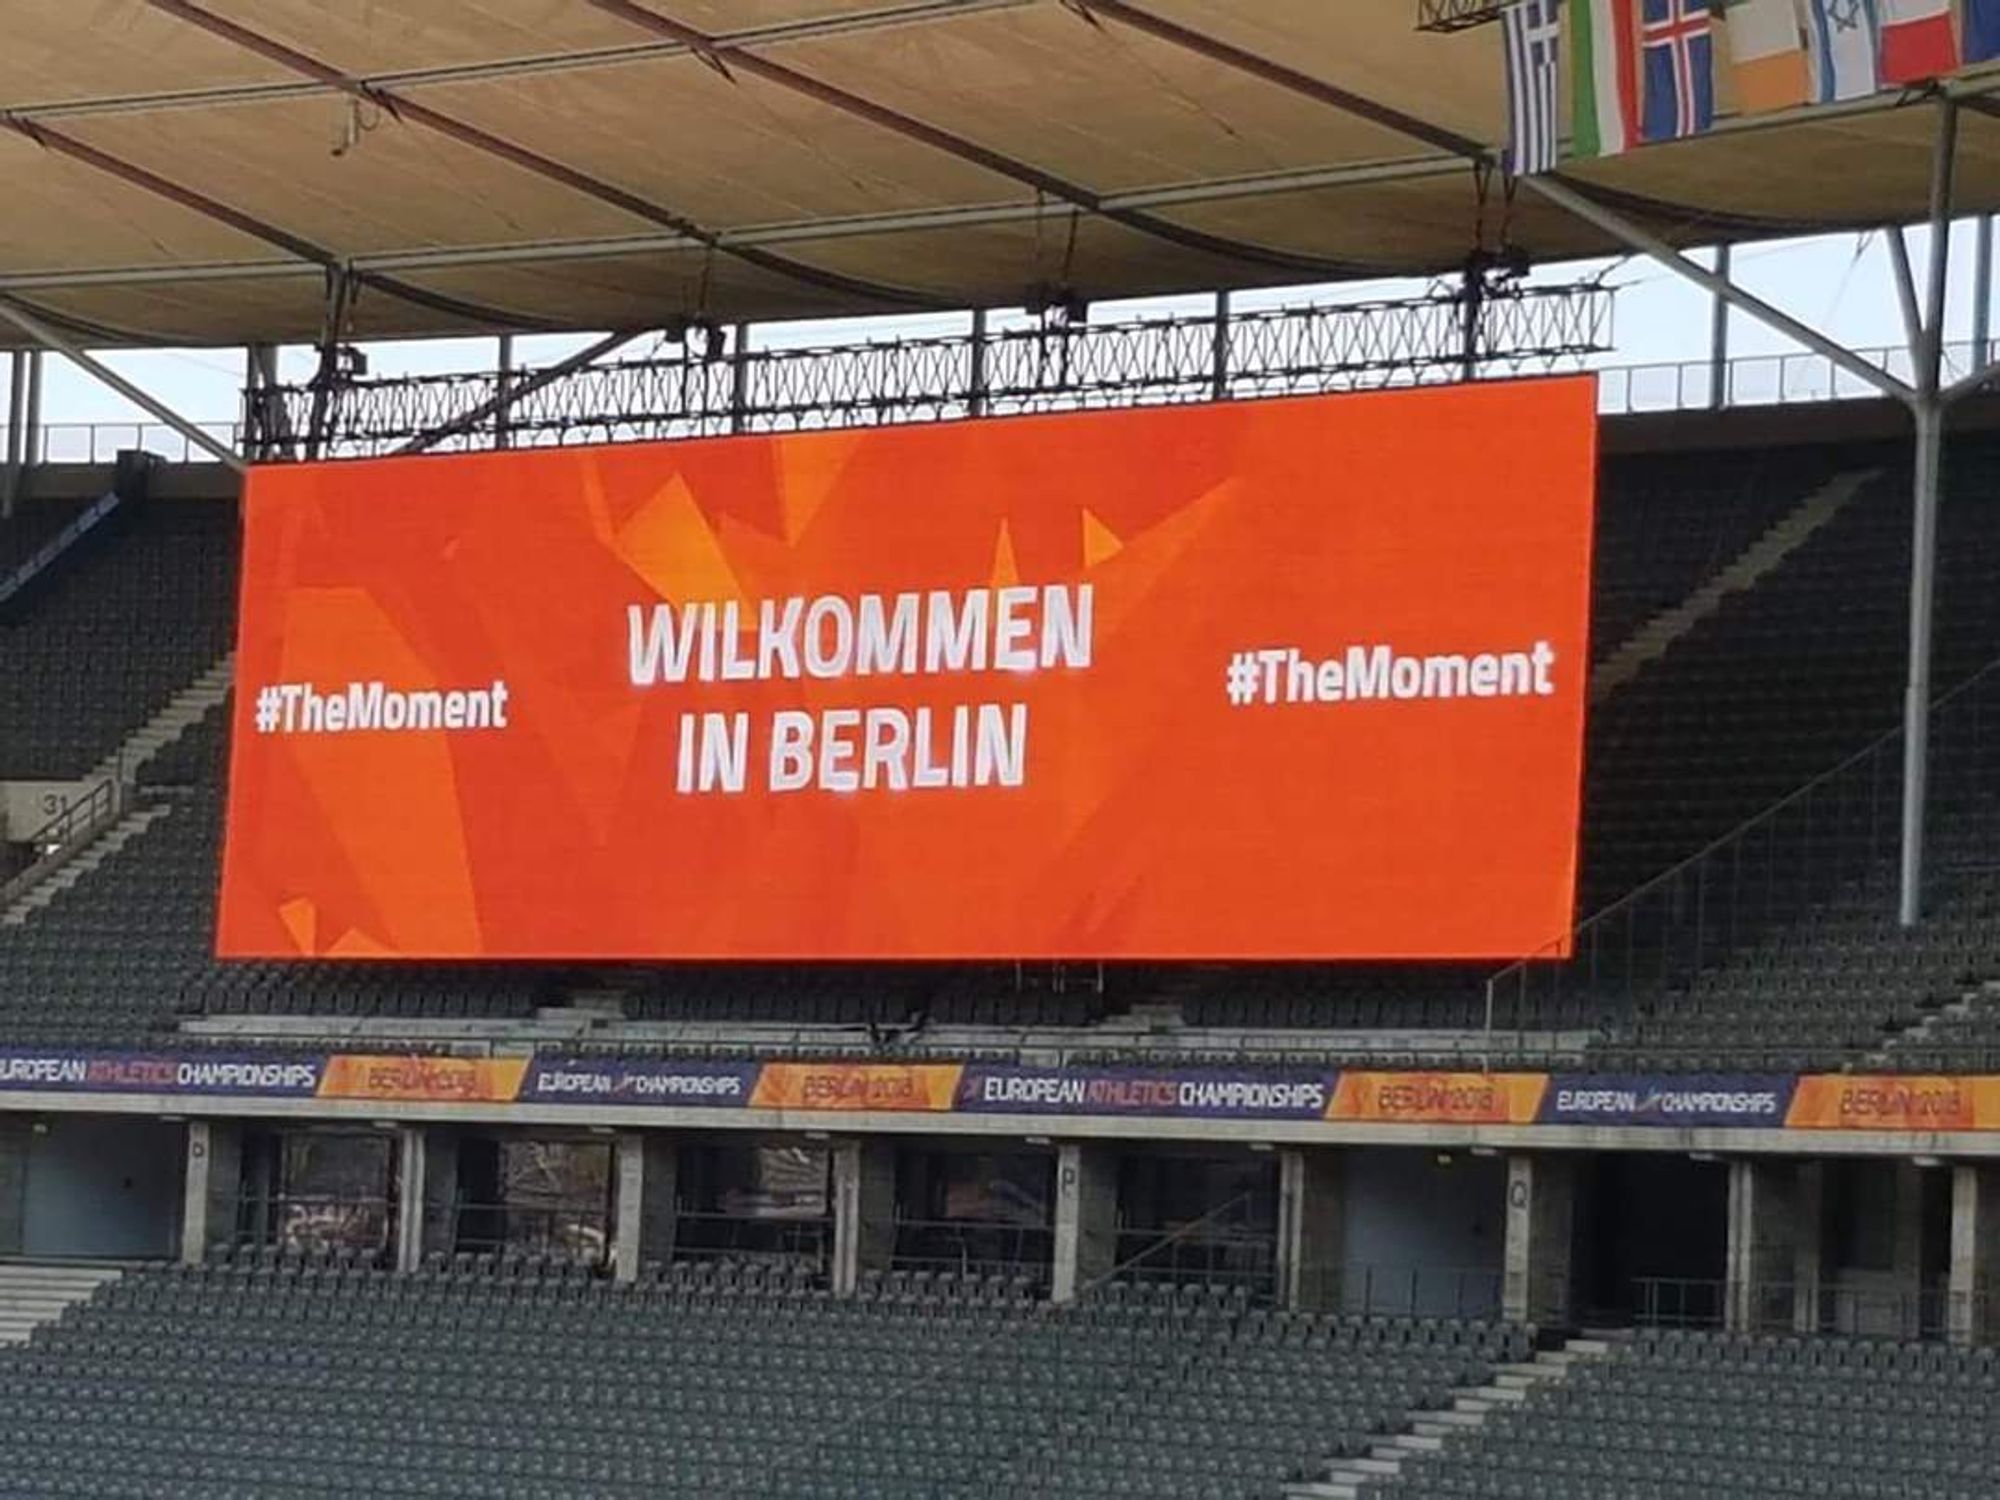 WILKOMMEN
IN BERLIN
#TheMoment
#TheMoment
31
EUROPEAN ATHLETICS CHAMPIONSHIPS BERLIN 2018 EUROPEAN CHAMPIONSHIPS BERLIN 2018 EUROPEAN ATHLETICS CHAMPIONSHIPS BERLIN 2018 EUROPEAN CHAMPIONSHIPS BERLIN 2018
P
Q